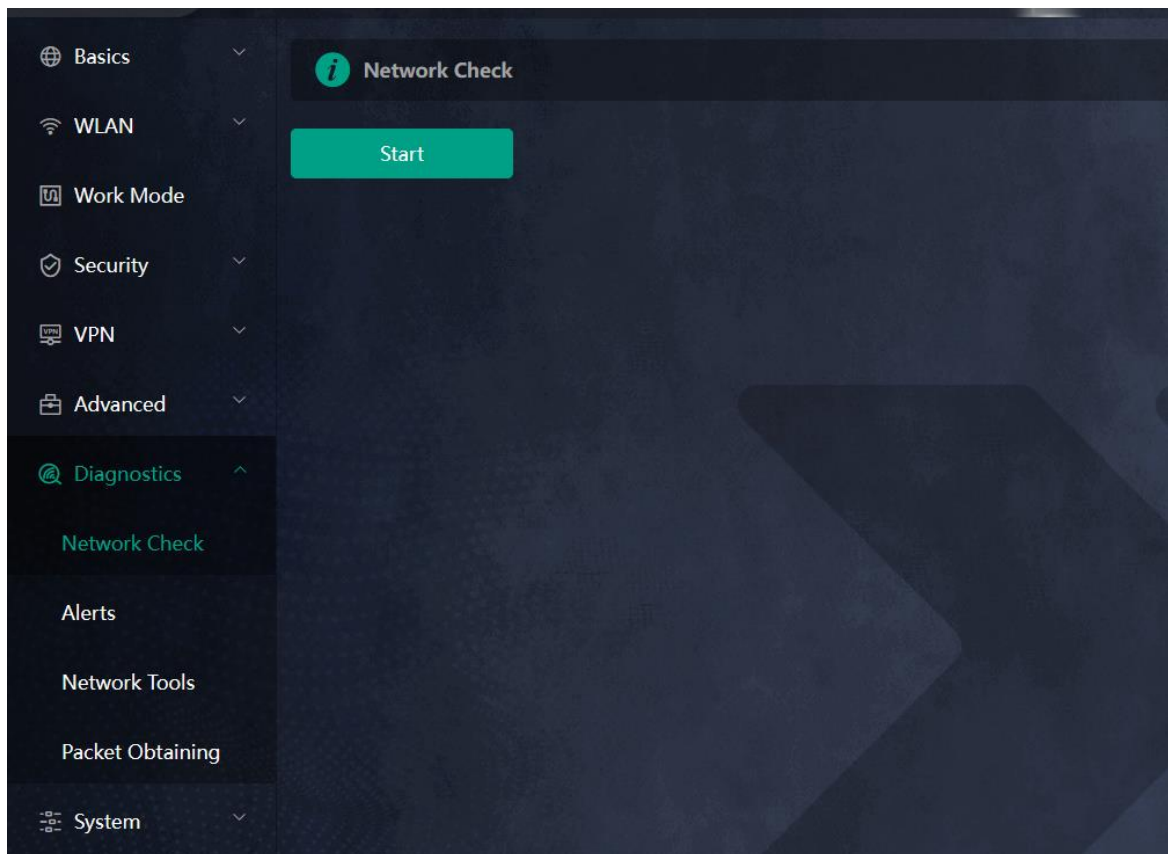 Basics
WLAN
Work Mode
Security
VPN
VPN
Advanced
Diagnostics
Network Check
Alerts
Network Tools
Packet Obtaining
System
i Network Check
Start